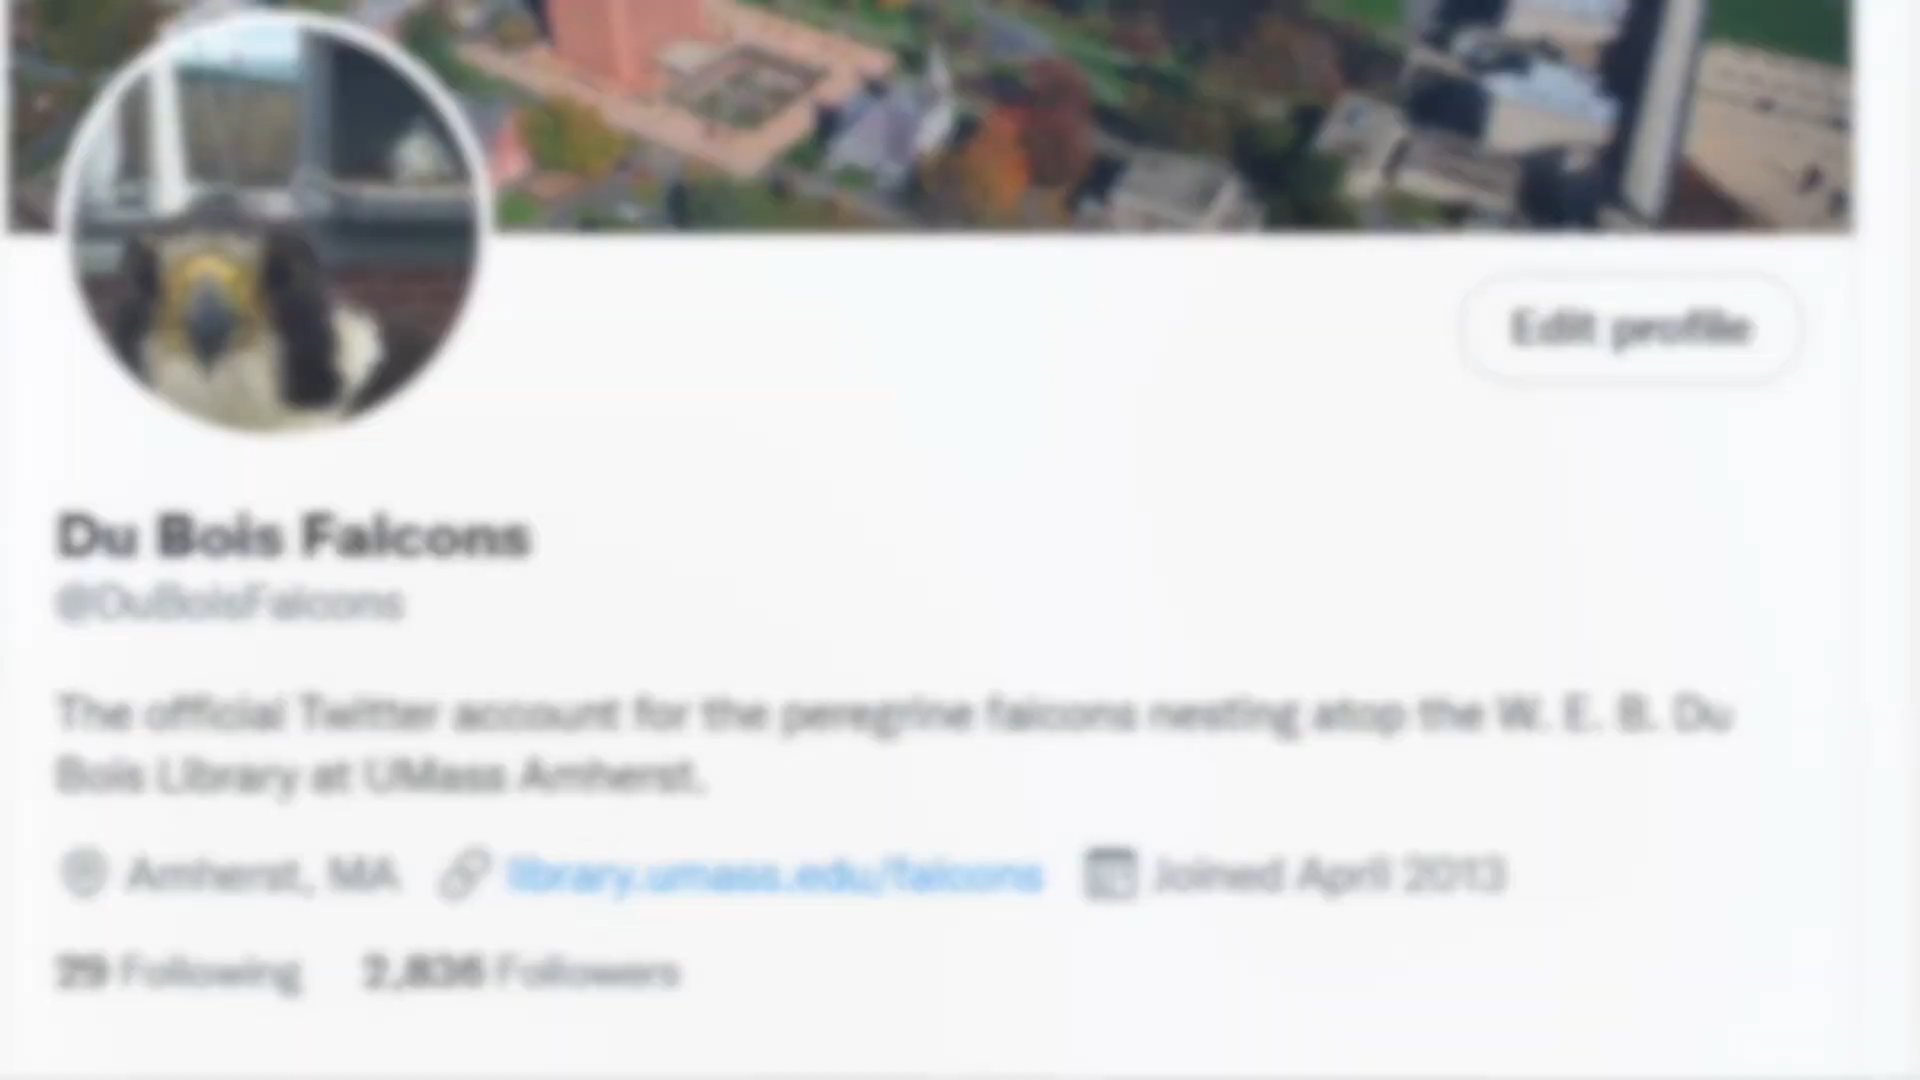 Edit profile
Du Bois Falcons
@DuBoisFalcons
The official Twitter account for the peregrine falcons nesting atop the W. E. B. Du
Bois Library at UMass Amherst.
Amherst, MA library.umass.edu/falcons Joined April 2013
29 Following 2,836 Followers